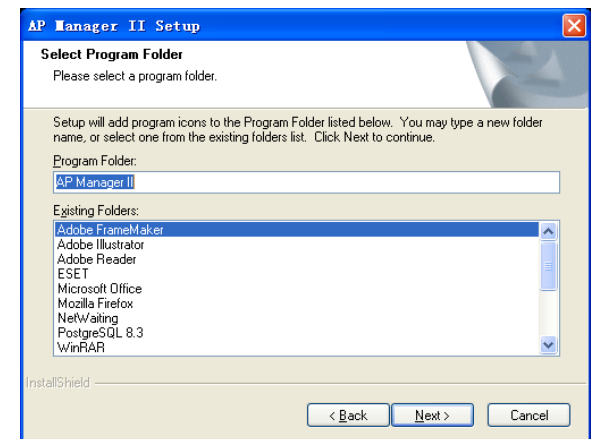 AP Manager II Setup
Select Program Folder
Please select a program folder.
Setup will add program icons to the Program Folder listed below. You may type a new folder
name, or select one from the existing folders list. Click Next to continue.
Program Folder:
AP Manager II
Existing Folders:
Adobe FrameMaker
Adobe Illustrator
Adobe Reader
ESET
Microsoft Office
Mozilla Firefox
NetWaiting
PostgreSQL 8.3
WinRAR
InstallShield
< Back Next > Cancel